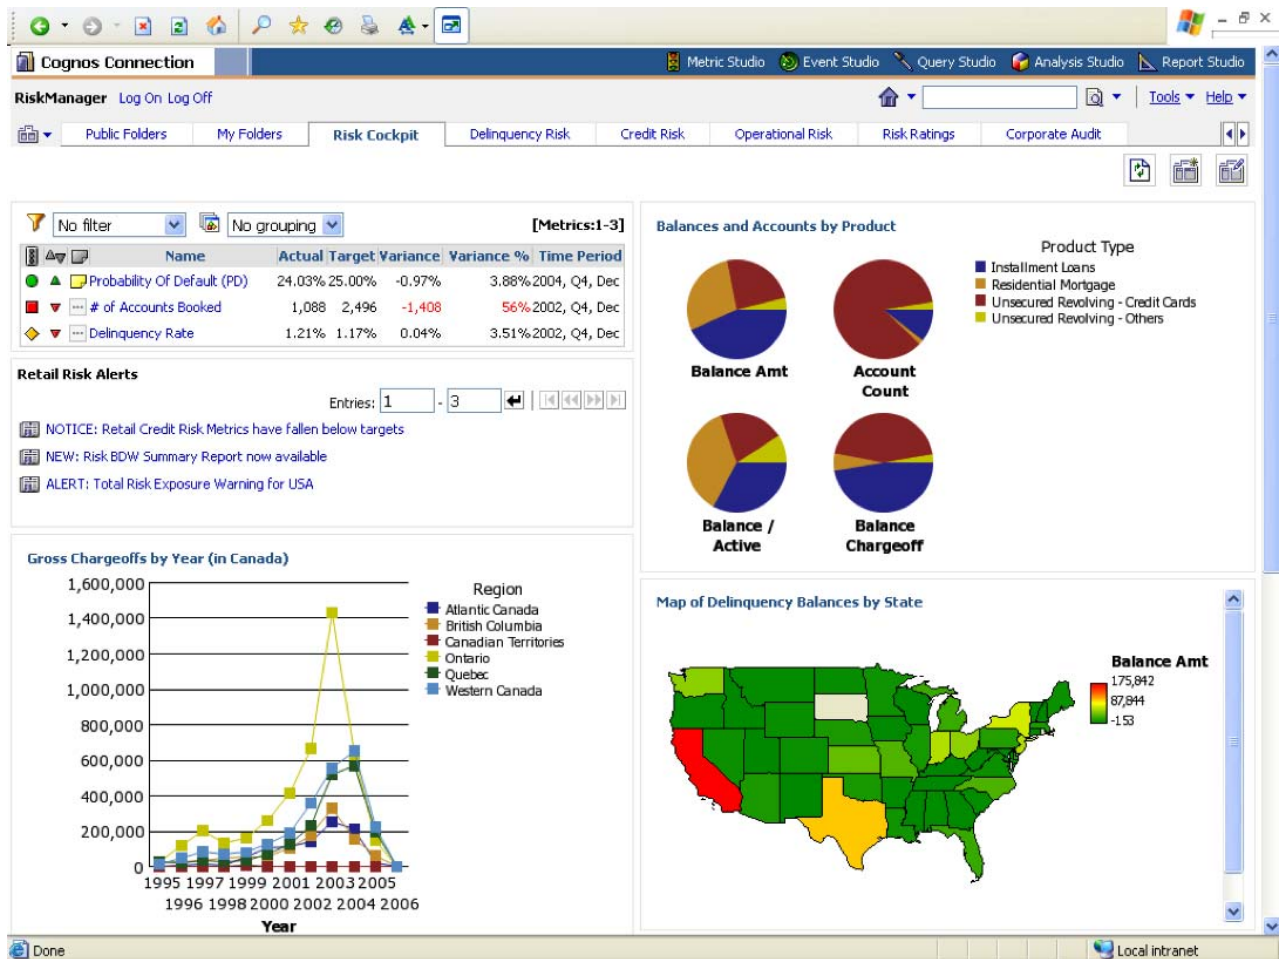 Cognos Connection
Metric Studio Event Studio Query Studio Analysis Studio Report Studio
RiskManager Log On Log Off
Tools Help
Public Folders My Folders Risk Cockpit Delinquency Risk Credit Risk Operational Risk Risk Ratings Corporate Audit
No filter No grouping [Metrics:1-3]
Name Actual Target Variance Variance % Time Period
Probability Of Default (PD) 24.03% 25.00% -0.97% 3.88% 2004, Q4, Dec
# of Accounts Booked 1,088 2,496 -1,408 56% 2002, Q4, Dec
Delinquency Rate 1.21% 1.17% 0.04% 3.51% 2002, Q4, Dec
Retail Risk Alerts
Entries: 1 - 3
NOTICE: Retail Credit Risk Metrics have fallen below targets
NEW: Risk BDW Summary Report now available
ALERT: Total Risk Exposure Warning for USA
Balances and Accounts by Product
Product Type
Installment Loans
Residential Mortgage
Unsecured Revolving - Credit Cards
Unsecured Revolving - Others
Balance Amt
Account
Count
Balance /
Active
Balance
Chargeoff
Gross Chargeoffs by Year (in Canada)
1,600,000
1,400,000
1,200,000
1,000,000
800,000
600,000
400,000
200,000
0
1995 1997 1999 2001 2003 2005
1996 1998 2000 2002 2004 2006
Year
Region
Atlantic Canada
British Columbia
Canadian Territories
Ontario
Quebec
Western Canada
Map of Delinquency Balances by State
Balance Amt
175,842
87,844
-153
Done
Local intranet